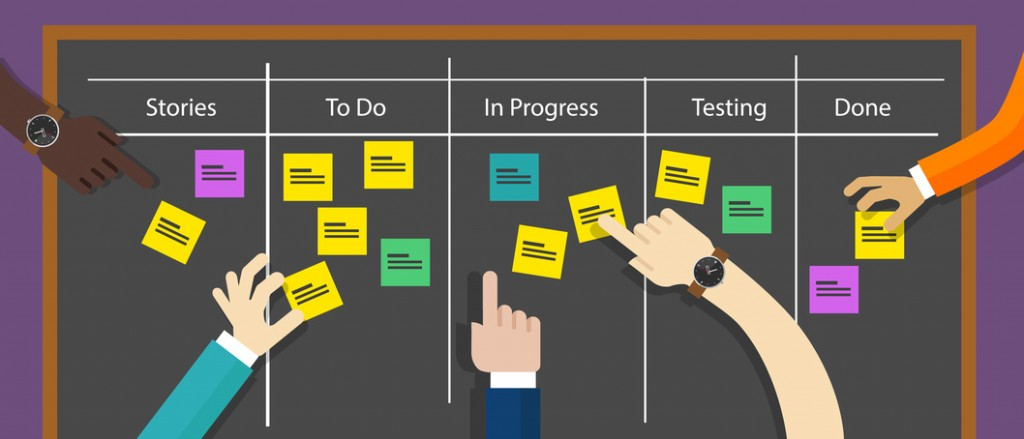 Stories
To Do
In Progress
Testing
Done